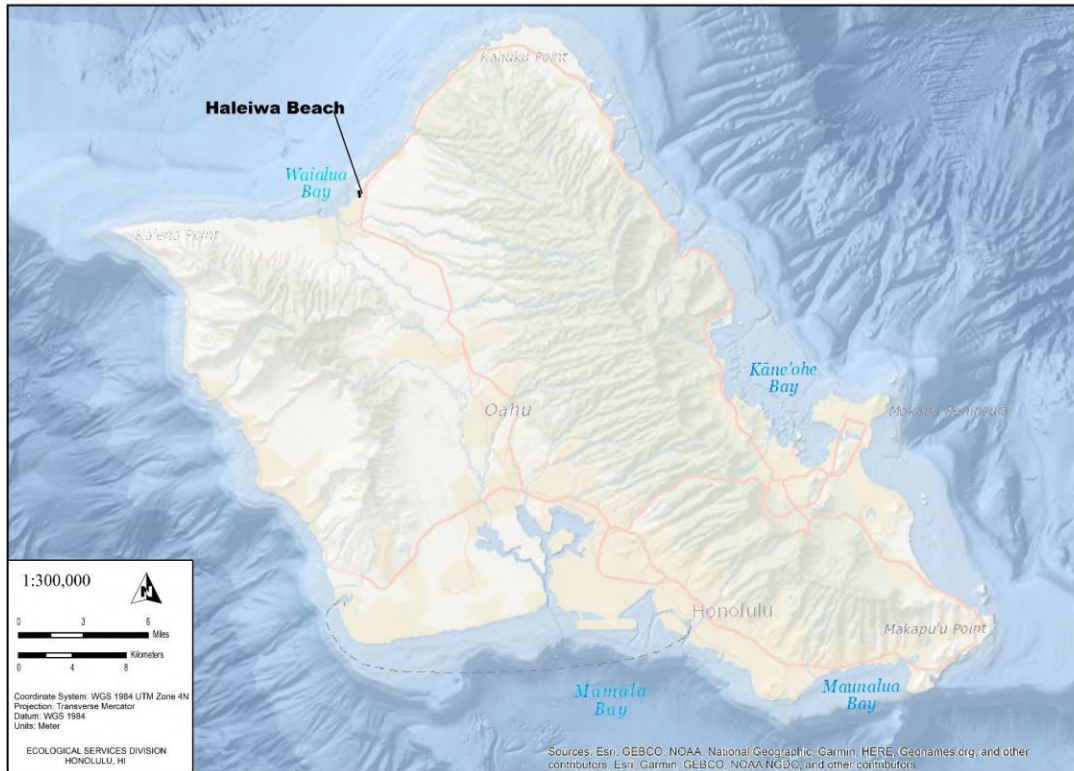 Kahuku Point
Haleiwa Beach
Waialua
Bay
Ka'ena Point
Kāne'ohe
Bay
Mokapu Peninsula
Oahu
Honolulu
Makapu'u Point
Maunalua
Bay
Mamala
Bay
1:300,000
N
0 3 6
Miles
Kilometers
0 4 8
Coordinate System: WGS 1984 UTM Zone 4N
Projection: Transverse Mercator
Datum: WGS 1984
Units: Meter
ECOLOGICAL SERVICES DIVISION
HONOLULU, HI
Sources: Esri, GEBCO, NOAA, National Geographic, Garmin, HERE, Geonames.org, and other
contributors, Esri, Garmin, GEBCO, NOAA NGDC, and other contributors